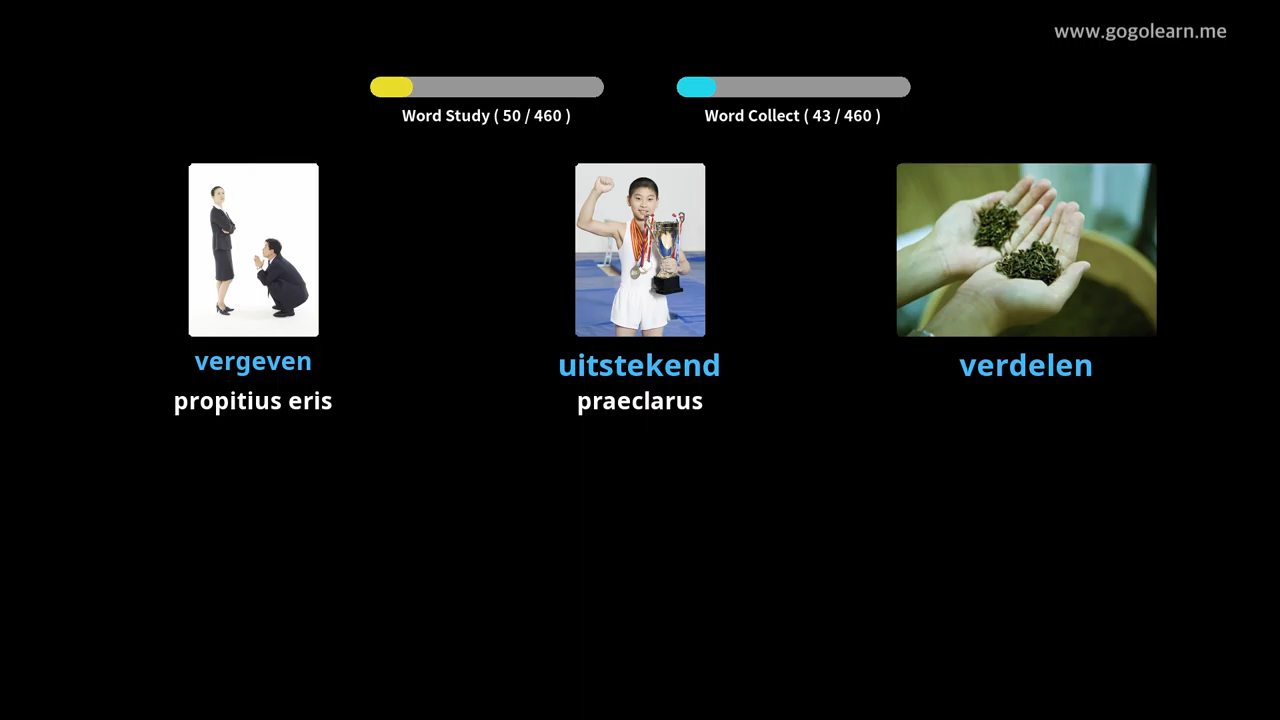 www.gogolearn.me
Word Study ( 50 / 460 )
Word Collect ( 43 / 460 )
vergeven
propitius eris
uitstekend
praeclarus
verdelen